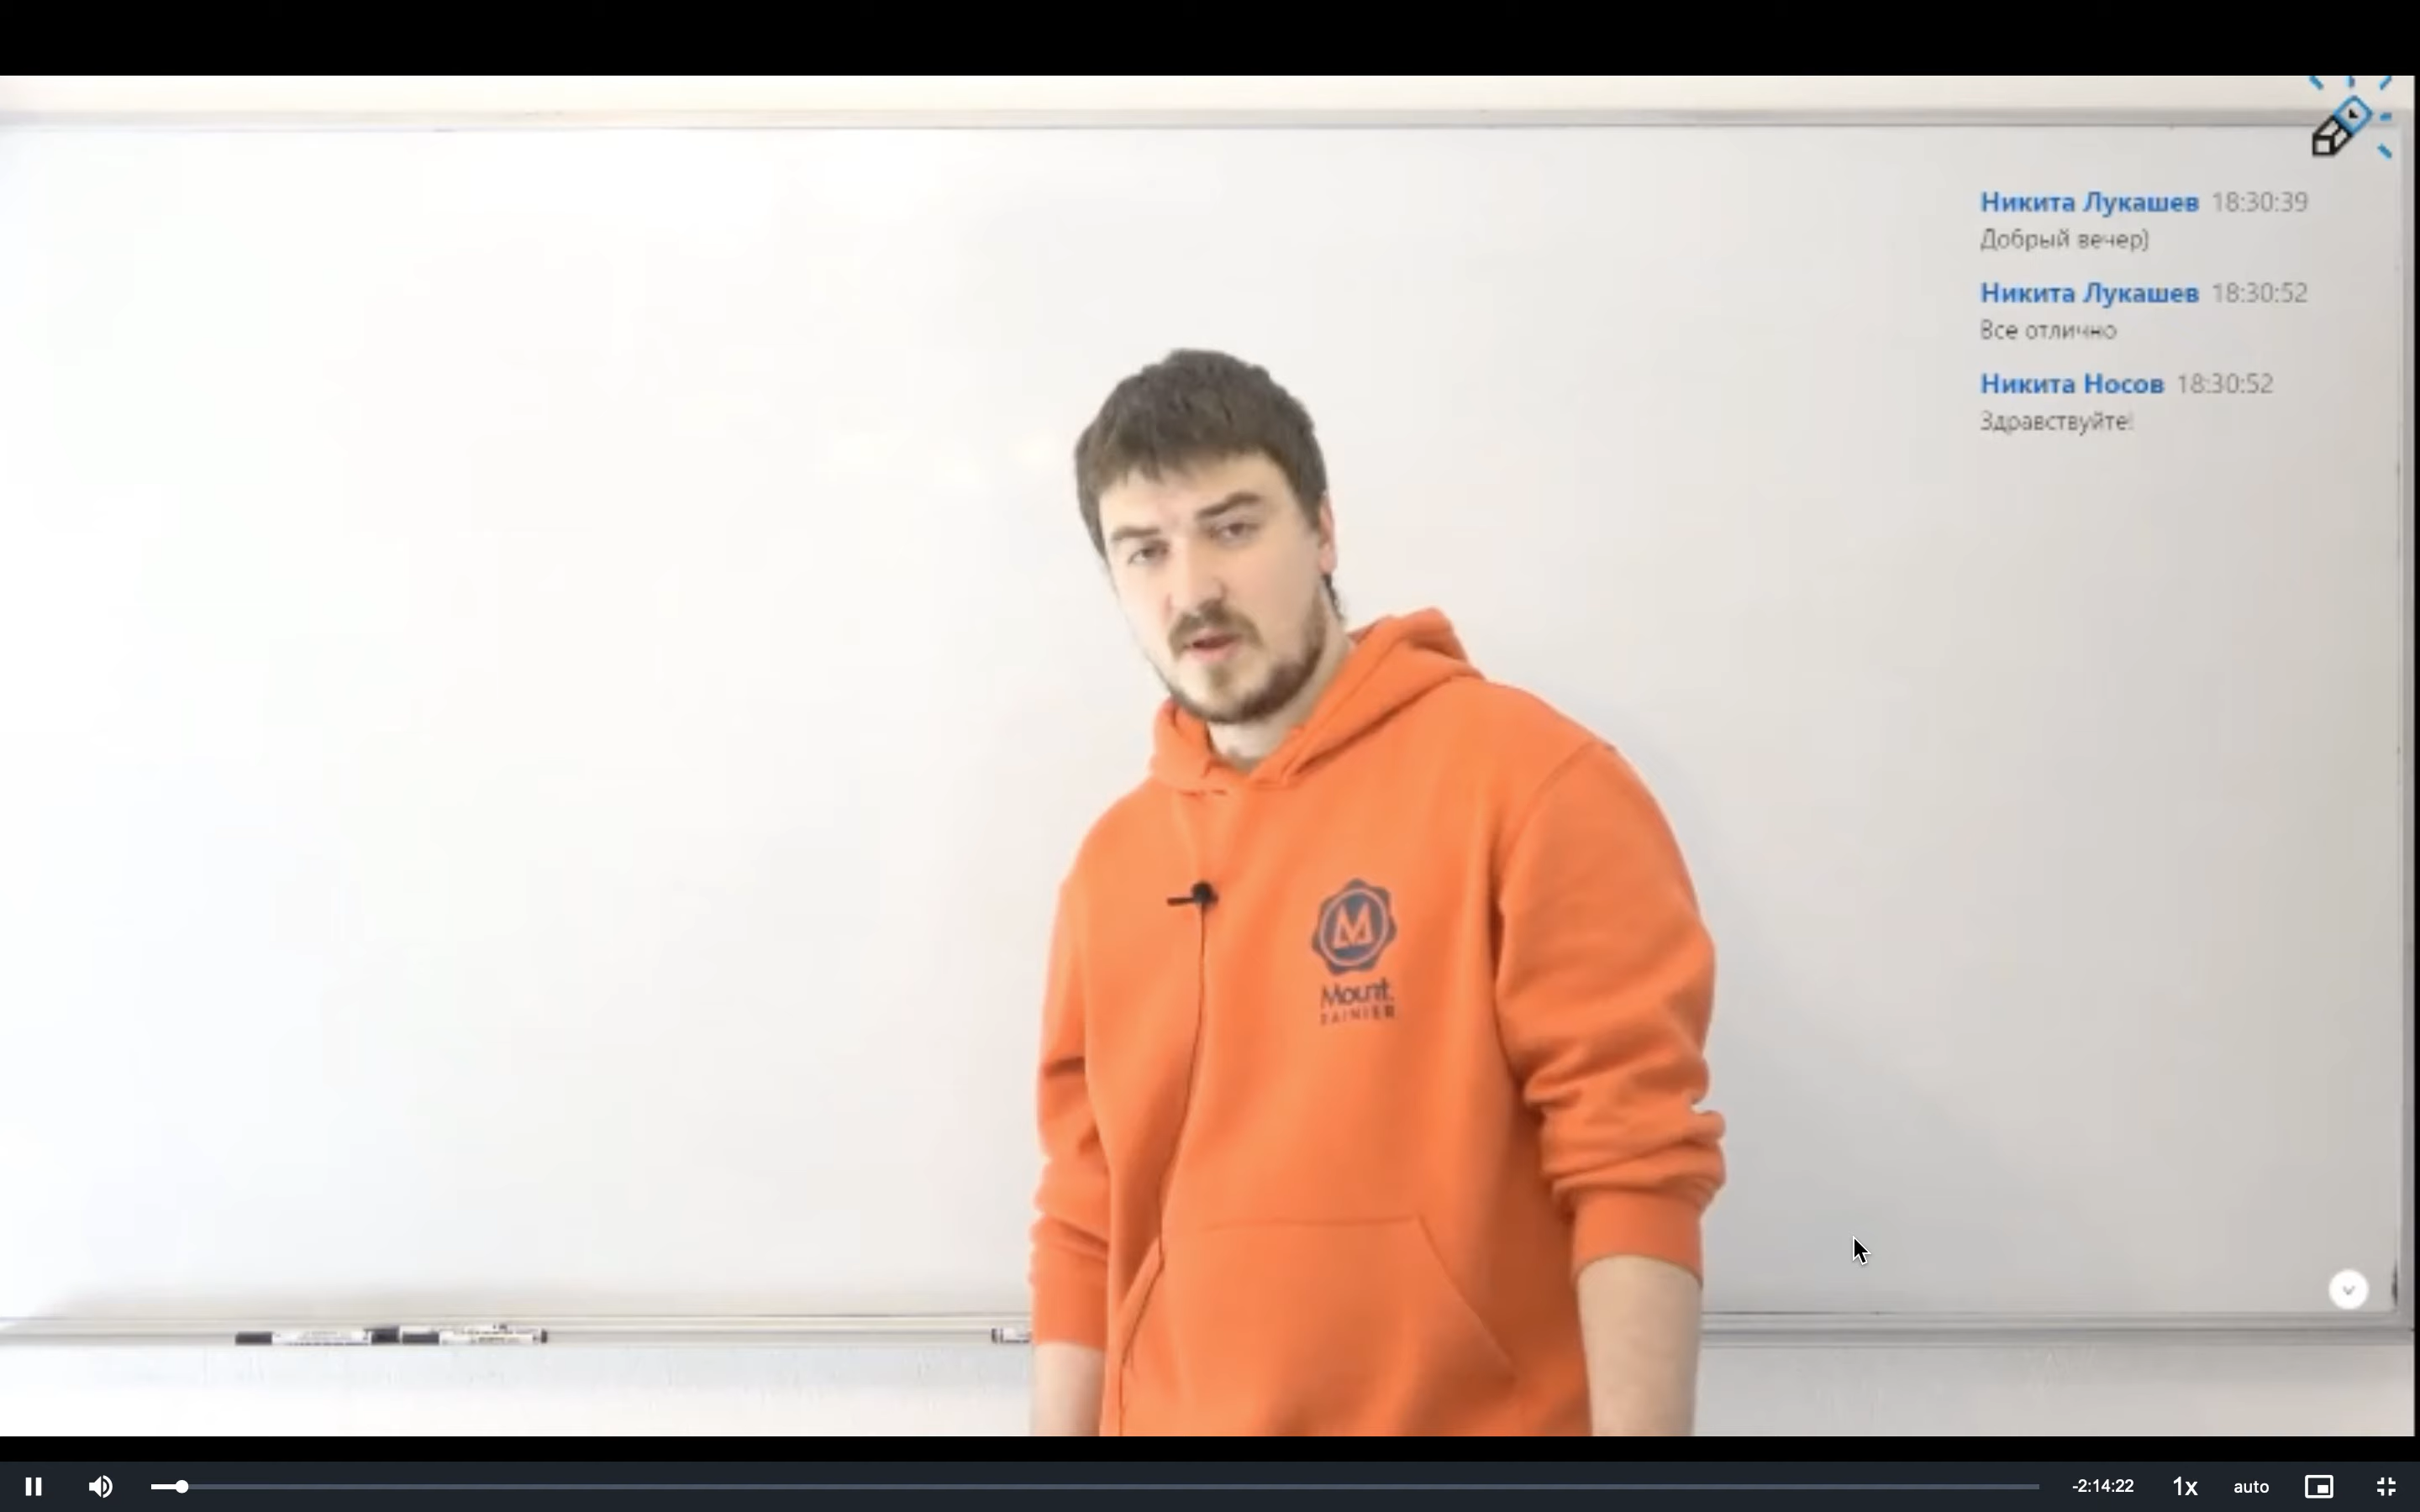 Никита Лукашев 18:30:39
Добрый вечер)
Никита Лукашев 18:30:52
Все отлично
Никита Носов 18:30:52
Здравствуйте!
M
Mount.
RAINIER
-2:14:22 1x auto